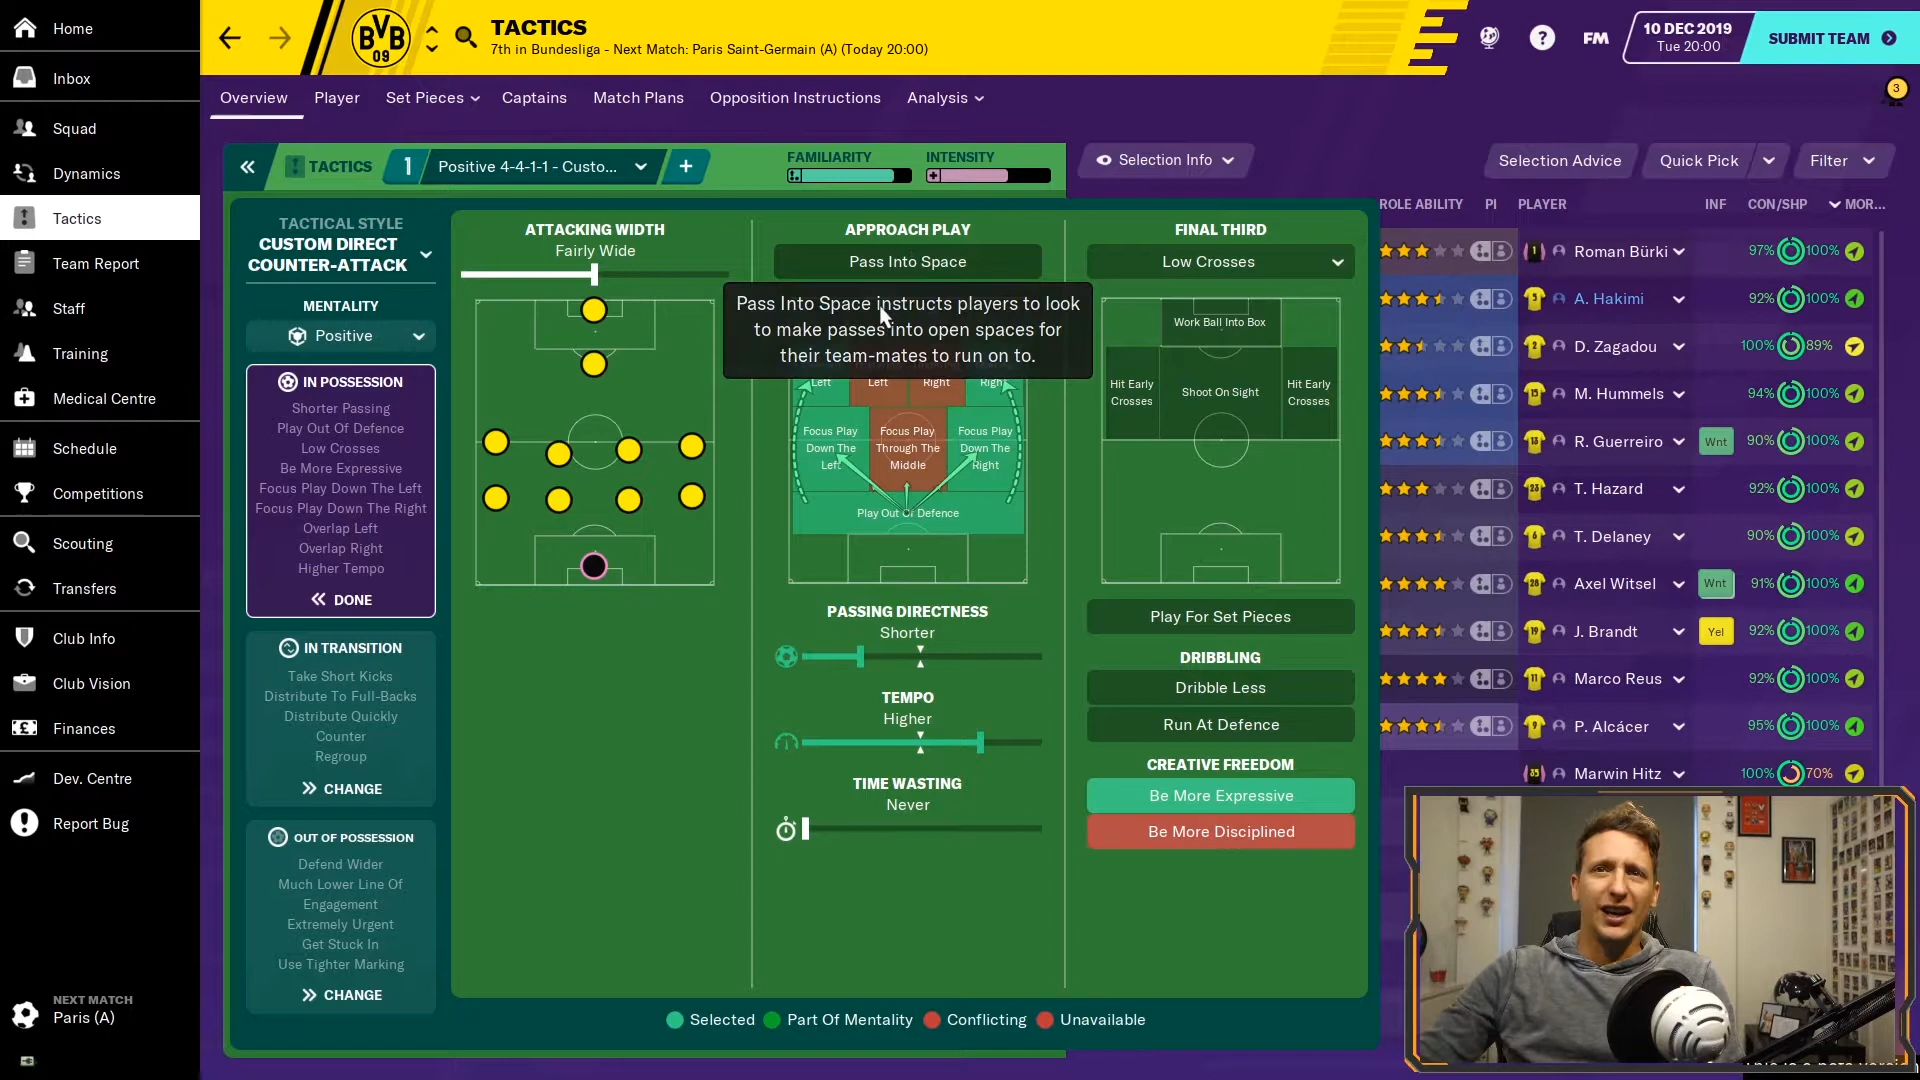 Home
Inbox
Squad
Dynamics
Tactics
Team Report
Staff
Training
Medical Centre
Schedule
Competitions
Scouting
Transfers
Club Info
Club Vision
Finances
Dev. Centre
Report Bug
NEXT MATCH
Paris (A)
BVB
09
TACTICS
7th in Bundesliga - Next Match: Paris Saint-Germain (A) (Today 20:00)
?
FM
10 DEC 2019
Tue 20:00
SUBMIT TEAM
Overview
Player
Set Pieces
Captains
Match Plans
Opposition Instructions
Analysis
3
TACTICS
1
Positive 4-4-1-1 - Custo...
+
FAMILIARITY
INTENSITY
Selection Info
Selection Advice
Quick Pick
Filter
TACTICAL STYLE
CUSTOM DIRECT
COUNTER-ATTACK
MENTALITY
Positive
IN POSSESSION
Shorter Passing
Play Out Of Defence
Low Crosses
Be More Expressive
Focus Play Down The Left
Focus Play Down The Right
Overlap Left
Overlap Right
Higher Tempo
DONE
IN TRANSITION
Take Short Kicks
Distribute To Full-Backs
Distribute Quickly
Counter
Regroup
CHANGE
OUT OF POSSESSION
Defend Wider
Much Lower Line Of
Engagement
Extremely Urgent
Get Stuck In
Use Tighter Marking
CHANGE
ATTACKING WIDTH
Fairly Wide
APPROACH PLAY
Pass Into Space
Pass Into Space instructs players to look
to make passes into open spaces for
their team-mates to run on to.
Left
Left
Right
Right
Focus Play
Down The
Left
Focus Play
Through The
Middle
Focus Play
Down The
Right
Play Out Of Defence
PASSING DIRECTNESS
Shorter
TEMPO
Higher
TIME WASTING
Never
FINAL THIRD
Low Crosses
Work Ball Into Box
Hit Early
Crosses
Shoot On Sight
Hit Early
Crosses
Play For Set Pieces
DRIBBLING
Dribble Less
Run At Defence
CREATIVE FREEDOM
Be More Expressive
Be More Disciplined
Selected
Part Of Mentality
Conflicting
Unavailable
ROLE ABILITY PI PLAYER INF CON/SHP MOR...
1 Roman Bürki 97% 100%
5 A. Hakimi 92% 100%
2 D. Zagadou 100% 89%
15 M. Hummels 94% 100%
13 R. Guerreiro Wnt 90% 100%
23 T. Hazard 92% 100%
6 T. Delaney 90% 100%
28 Axel Witsel Wnt 91% 100%
19 J. Brandt Yel 92% 100%
11 Marco Reus 92% 100%
9 P. Alcácer 95% 100%
35 Marwin Hitz 100% 70%